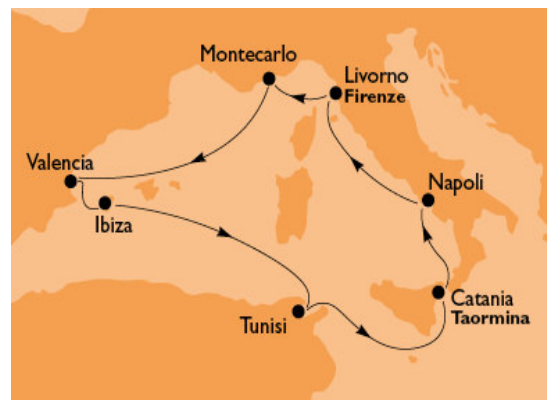 Montecarlo
Livorno
Firenze
Valencia
Ibiza
Napoli
Tunisi
Catania
Taormina